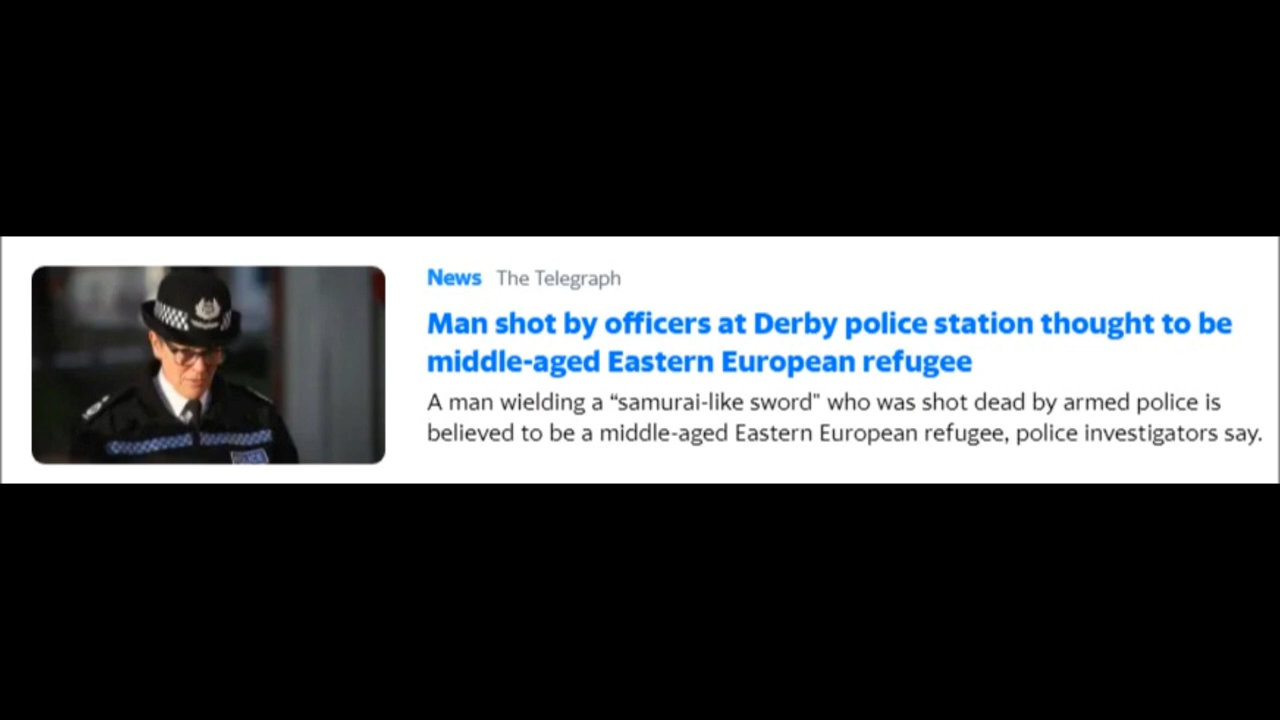 News The Telegraph
Man shot by officers at Derby police station thought to be
middle-aged Eastern European refugee
A man wielding a “samurai-like sword" who was shot dead by armed police is
believed to be a middle-aged Eastern European refugee, police investigators say.